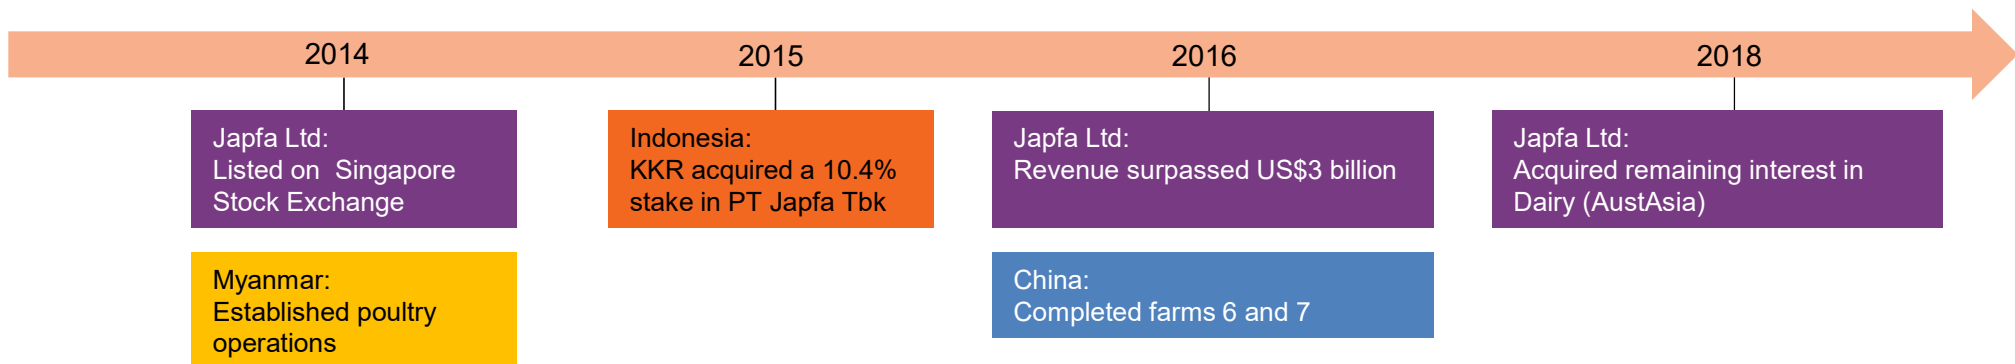 2014
2015
2016
2018
Japfa Ltd:
Listed on Singapore
Stock Exchange
Indonesia:
KKR acquired a 10.4%
stake in PT Japfa Tbk
Japfa Ltd:
Revenue surpassed US$3 billion
Japfa Ltd:
Acquired remaining interest in
Dairy (AustAsia)
Myanmar:
Established poultry
operations
China:
Completed farms 6 and 7